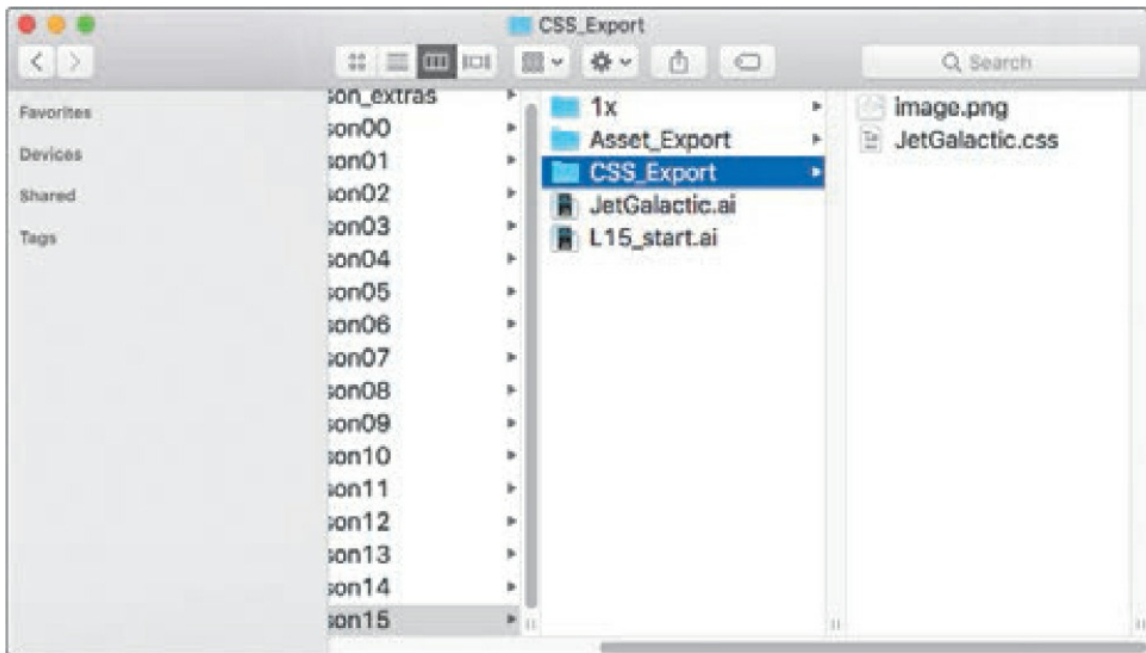 CSS_Export
Search
Favorites
Devices
Shared
Tags
son_extras
son00
son01
son02
son03
son04
son05
son06
son07
son08
son09
son10
son11
son12
son13
son14
son15
1x
Asset_Export
CSS_Export
JetGalactic.ai
L15_start.ai
image.png
JetGalactic.css